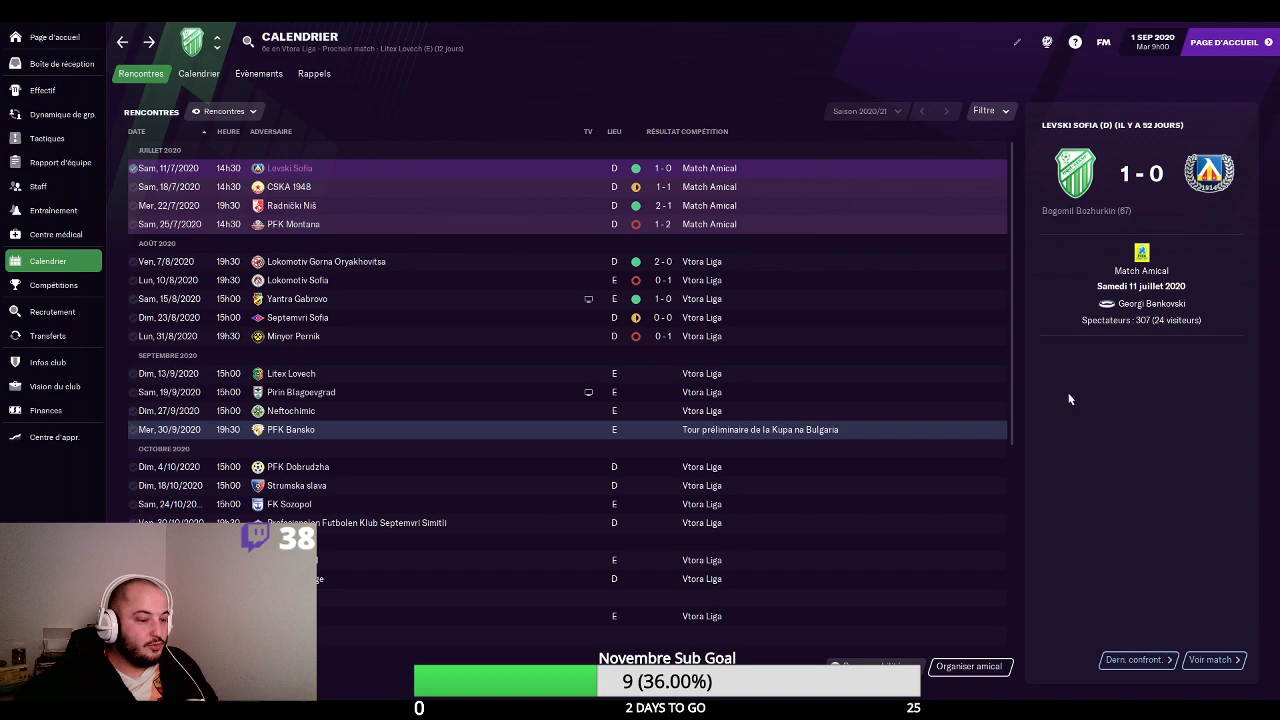 Page d'accueil
Boîte de réception
Effectif
Dynamique de grp.
Tactiques
Rapport d'équipe
Staff
Entraînement
Centre médical
Calendrier
Compétitions
Recrutement
Transferts
Infos club
Vision du club
Finances
Centre d'appr.
CALENDRIER
6e en Vtora Liga - Prochain match : Litex Lovech (E) (12 jours)
FM
1 SEP 2020
Mar 9h00
PAGE D'ACCUEIL
Rencontres Calendrier Évènements Rappels
RENCONTRES Rencontres Saison 2020/21 Filtre
DATE HEURE ADVERSAIRE TV LIEU RÉSULTAT COMPÉTITION
JUILLET 2020
Sam, 11/7/2020 14h30 Levski Sofia D 1 - 0 Match Amical
Sam, 18/7/2020 14h30 CSKA 1948 D 1 - 1 Match Amical
Mer, 22/7/2020 19h30 Radnički Niš D 2 - 1 Match Amical
Sam, 25/7/2020 14h30 PFK Montana D 1 - 2 Match Amical
AOÛT 2020
Ven, 7/8/2020 19h30 Lokomotiv Gorna Oryakhovitsa D 2 - 0 Vtora Liga
Lun, 10/8/2020 19h30 Lokomotiv Sofia E 0 - 1 Vtora Liga
Sam, 15/8/2020 15h00 Yantra Gabrovo E 1 - 0 Vtora Liga
Dim, 23/8/2020 15h00 Septemvri Sofia D 0 - 0 Vtora Liga
Lun, 31/8/2020 19h30 Minyor Pernik D 0 - 1 Vtora Liga
SEPTEMBRE 2020
Dim, 13/9/2020 15h00 Litex Lovech E Vtora Liga
Sam, 19/9/2020 15h00 Pirin Blagoevgrad E Vtora Liga
Dim, 27/9/2020 15h00 Neftochimic E Vtora Liga
Mer, 30/9/2020 19h30 PFK Bansko E Tour préliminaire de la Kupa na Bulgaria
OCTOBRE 2020
Dim, 4/10/2020 15h00 PFK Dobrudzha D Vtora Liga
Dim, 18/10/2020 15h00 Strumska slava D Vtora Liga
Sam, 24/10/20... 15h00 FK Sozopol E Vtora Liga
Futbolen Klub Septemvri Simitli D Vtora Liga
E Vtora Liga
D Vtora Liga
E Vtora Liga
LEVSKI SOFIA (D) (IL Y A 52 JOURS)
1 - 0
1914
Bogomil Bozhurkin (67)
Match Amical
Samedi 11 juillet 2020
Georgi Benkovski
Spectateurs : 307 (24 visiteurs)
Dern. confront. Voir match
Organiser amical
38
Novembre Sub Goal
9 (36.00%)
0 2 DAYS TO GO 25